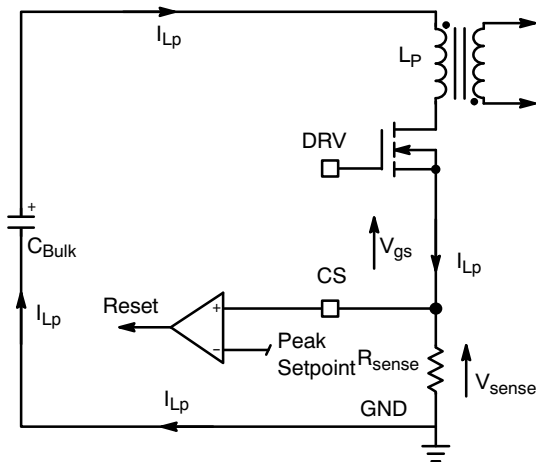 I_Lp
L_P
DRV
+
C_Bulk
V_gs
CS
I_Lp
Reset
I_Lp
+
−
Peak
Setpoint
R_sense
V_sense
I_Lp
GND